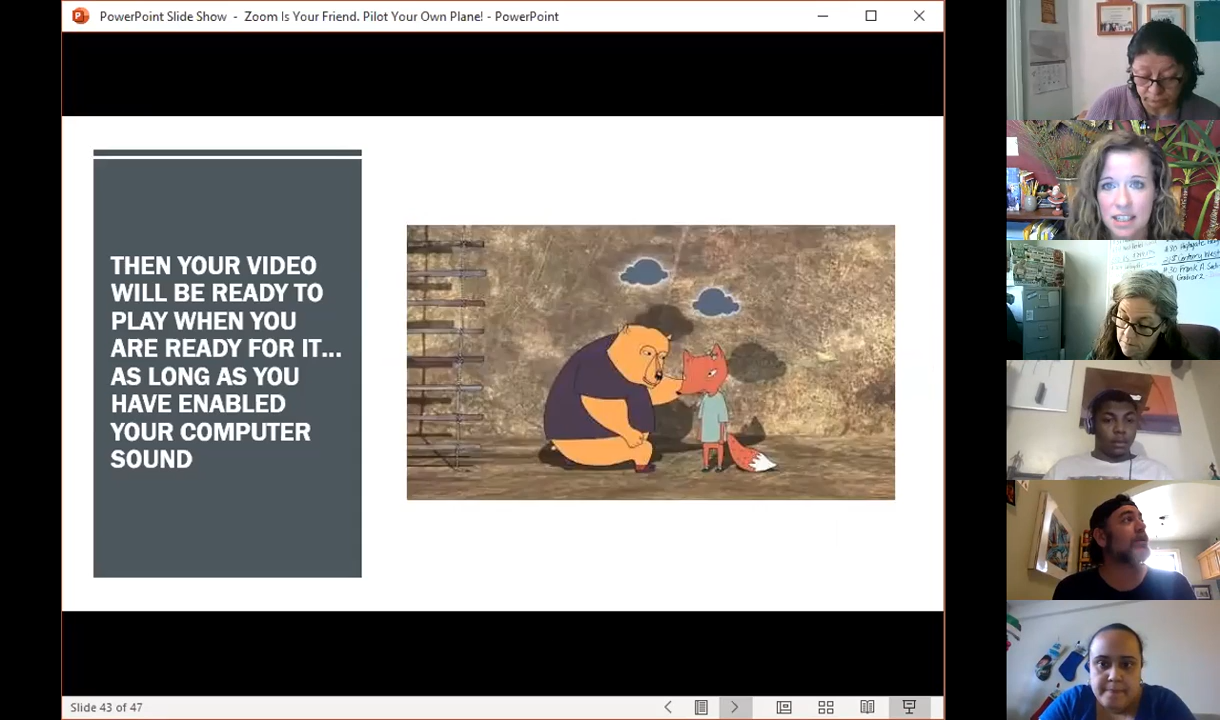 PowerPoint Slide Show - Zoom Is Your Friend. Pilot Your Own Plane! - PowerPoint
THEN YOUR VIDEO
WILL BE READY TO
PLAY WHEN YOU
ARE READY FOR IT...
AS LONG AS YOU
HAVE ENABLED
YOUR COMPUTER
SOUND
Slide 43 of 47